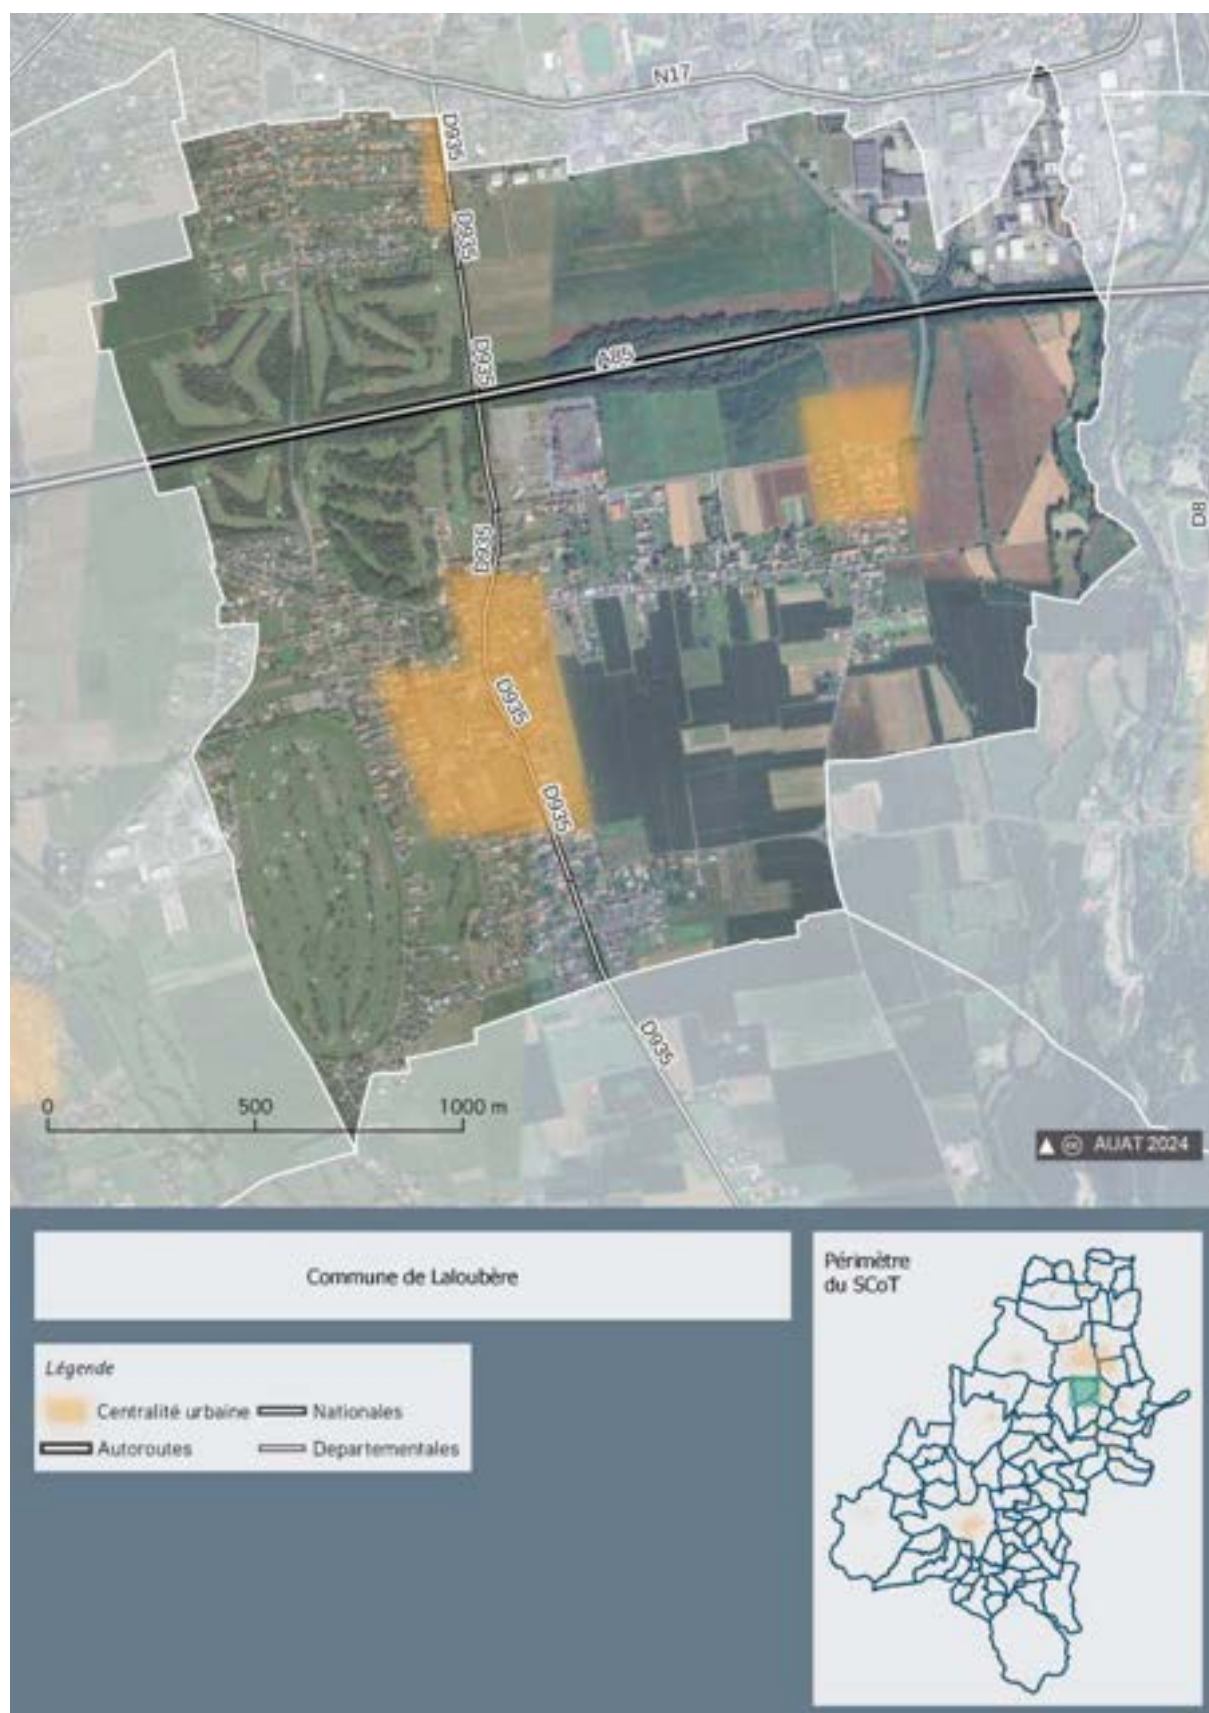 N17
D935
D935
D935
A85
D8
D935
D935
D935
D935
0 500 1000 m
AUAT 2024
Commune de Laloubère
Périmètre
du SCoT
Légende
Centralité urbaine Nationales
Autoroutes Departementales